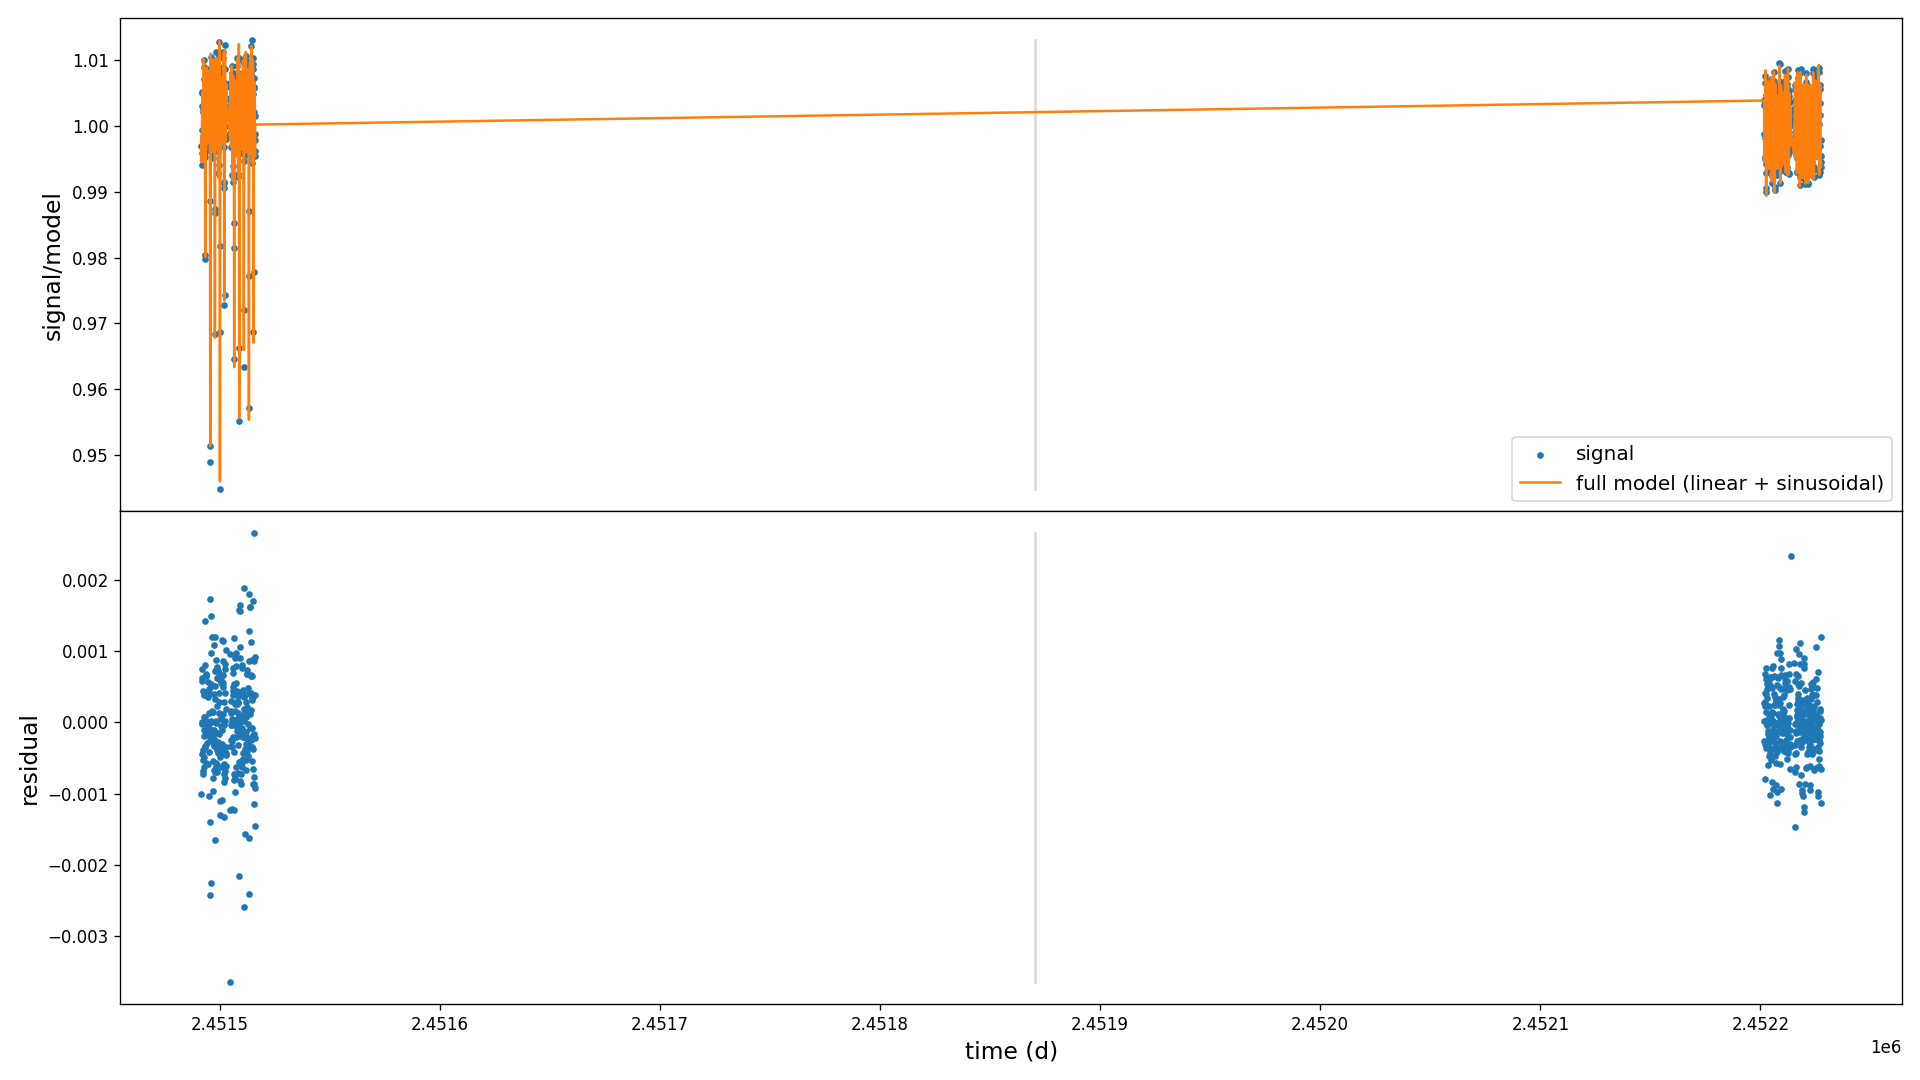 1.01
1.00
0.99
0.98
0.97
0.96
0.95
signal/model
signal
full model (linear + sinusoidal)
0.002
0.001
0.000
−0.001
−0.002
−0.003
residual
2.4515 2.4516 2.4517 2.4518 2.4519 2.4520 2.4521 2.4522
1e6
time (d)